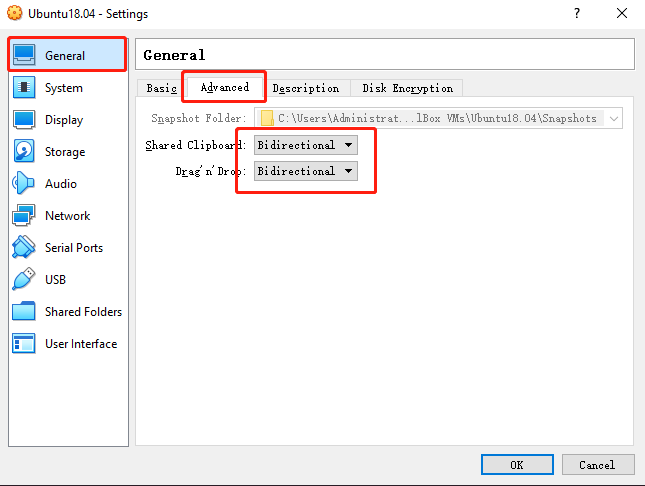 Ubuntu18.04 - Settings
?
General
System
Display
Storage
Audio
Network
Serial Ports
USB
Shared Folders
User Interface
General
Basic Advanced Description Disk Encryption
Snapshot Folder: C:\Users\Administrat...lBox VMs\Ubuntu18.04\Snapshots
Shared Clipboard: Bidirectional
Drag'n'Drop: Bidirectional
OK Cancel